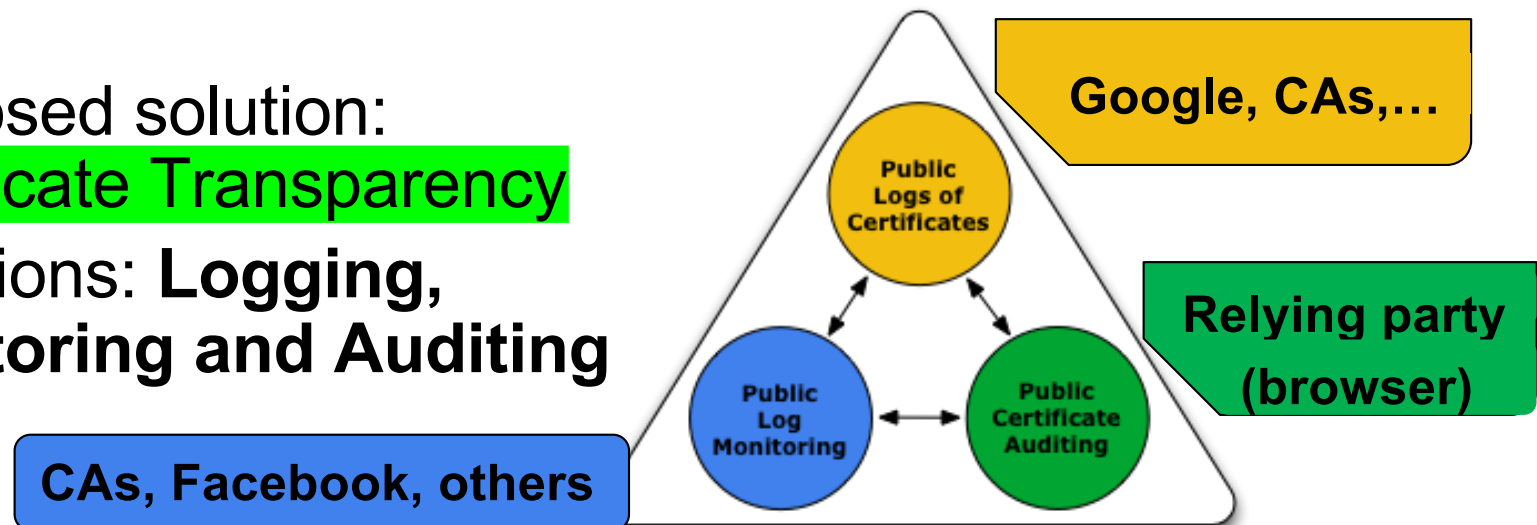 osed solution:
icate Transparency
ions: Logging,
toring and Auditing
CAs, Facebook, others
Public
Logs of
Certificates
Public
Log
Monitoring
Public
Certificate
Auditing
Google, CAs,...
Relying party
(browser)